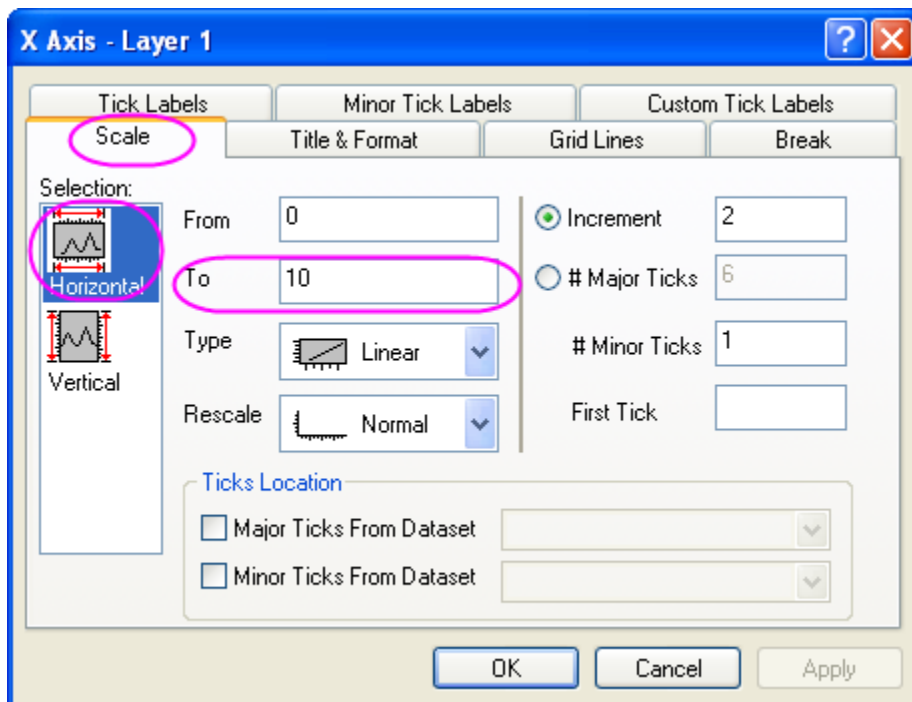 X Axis - Layer 1
Tick Labels
Minor Tick Labels
Custom Tick Labels
Scale
Title & Format
Grid Lines
Break
Selection:
Horizontal
Vertical
From 0
To 10
Type Linear
Rescale Normal
Increment 2
# Major Ticks 6
# Minor Ticks 1
First Tick
Ticks Location
Major Ticks From Dataset
Minor Ticks From Dataset
OK
Cancel
Apply